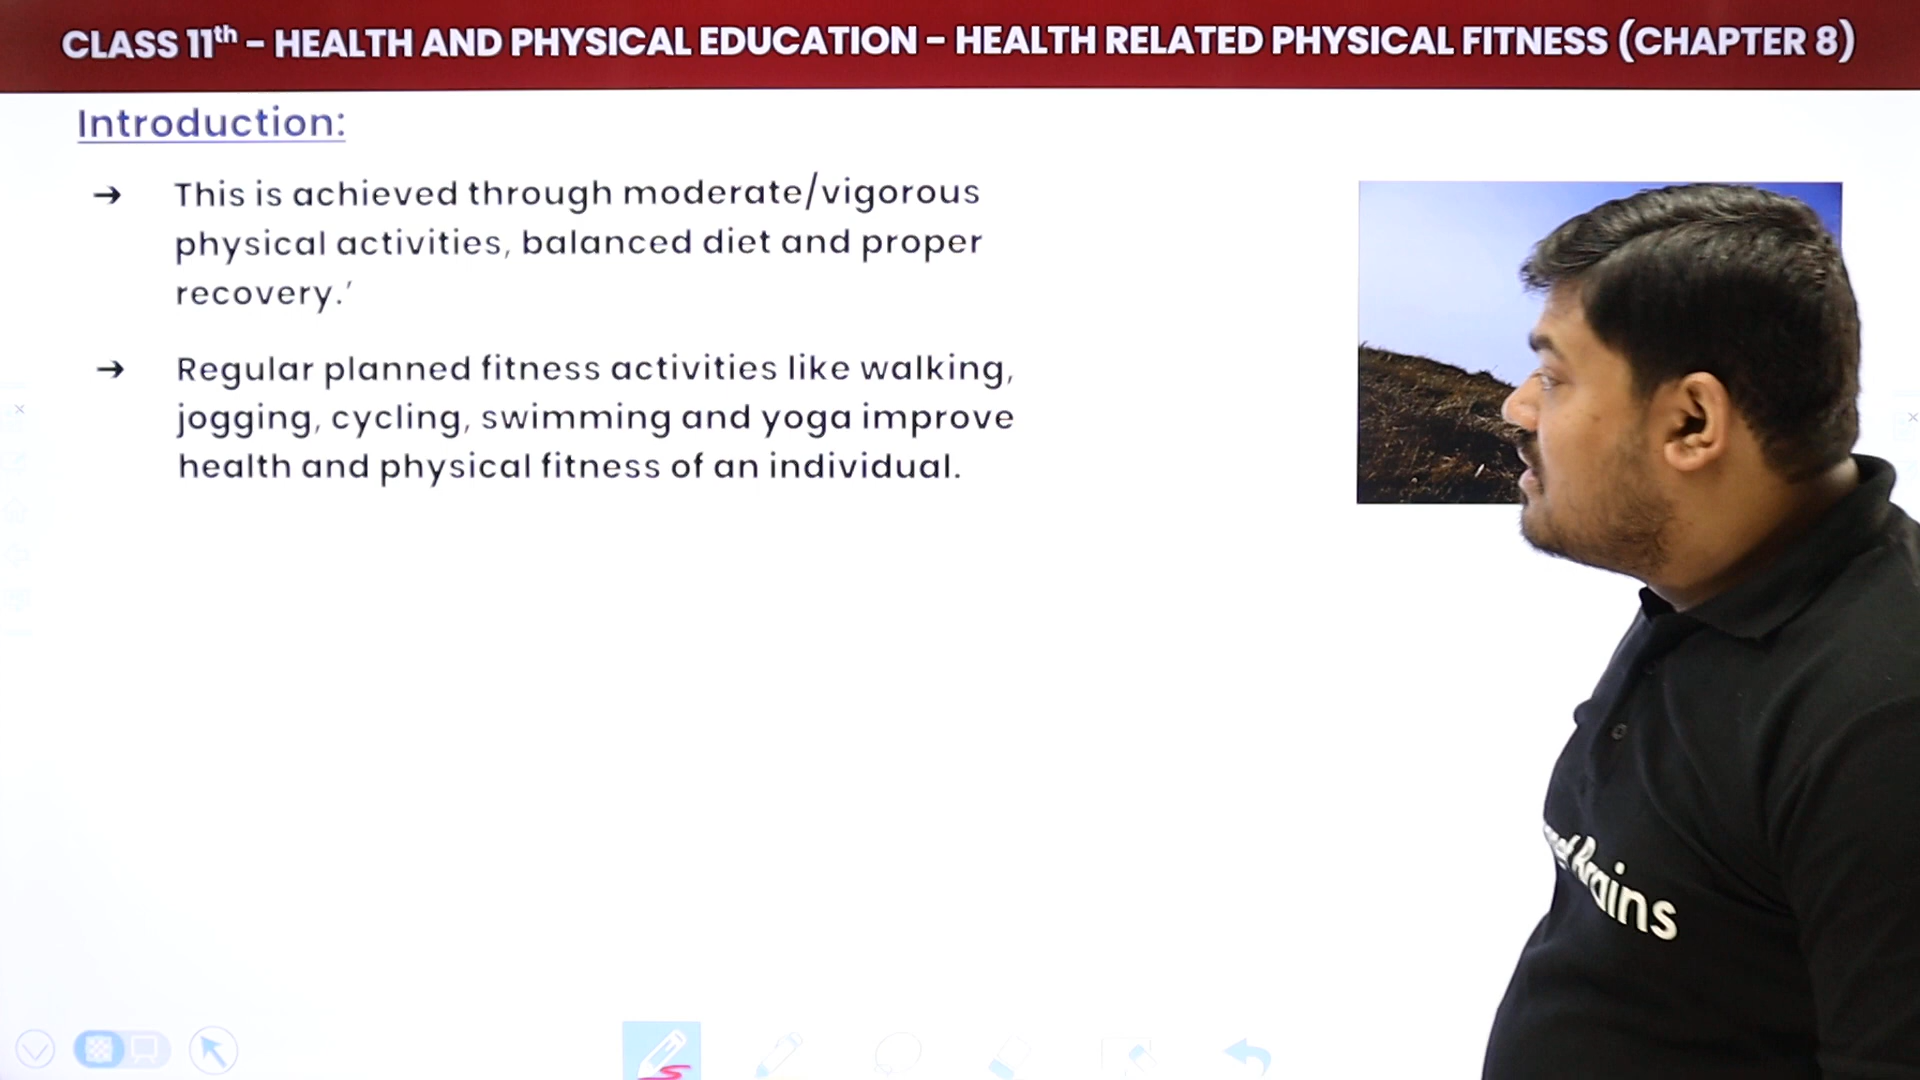 CLASS 11th – HEALTH AND PHYSICAL EDUCATION – HEALTH RELATED PHYSICAL FITNESS (CHAPTER 8)
Introduction:
→ This is achieved through moderate/vigorous
physical activities, balanced diet and proper
recovery.’
→ Regular planned fitness activities like walking,
jogging, cycling, swimming and yoga improve
health and physical fitness of an individual.
Brains